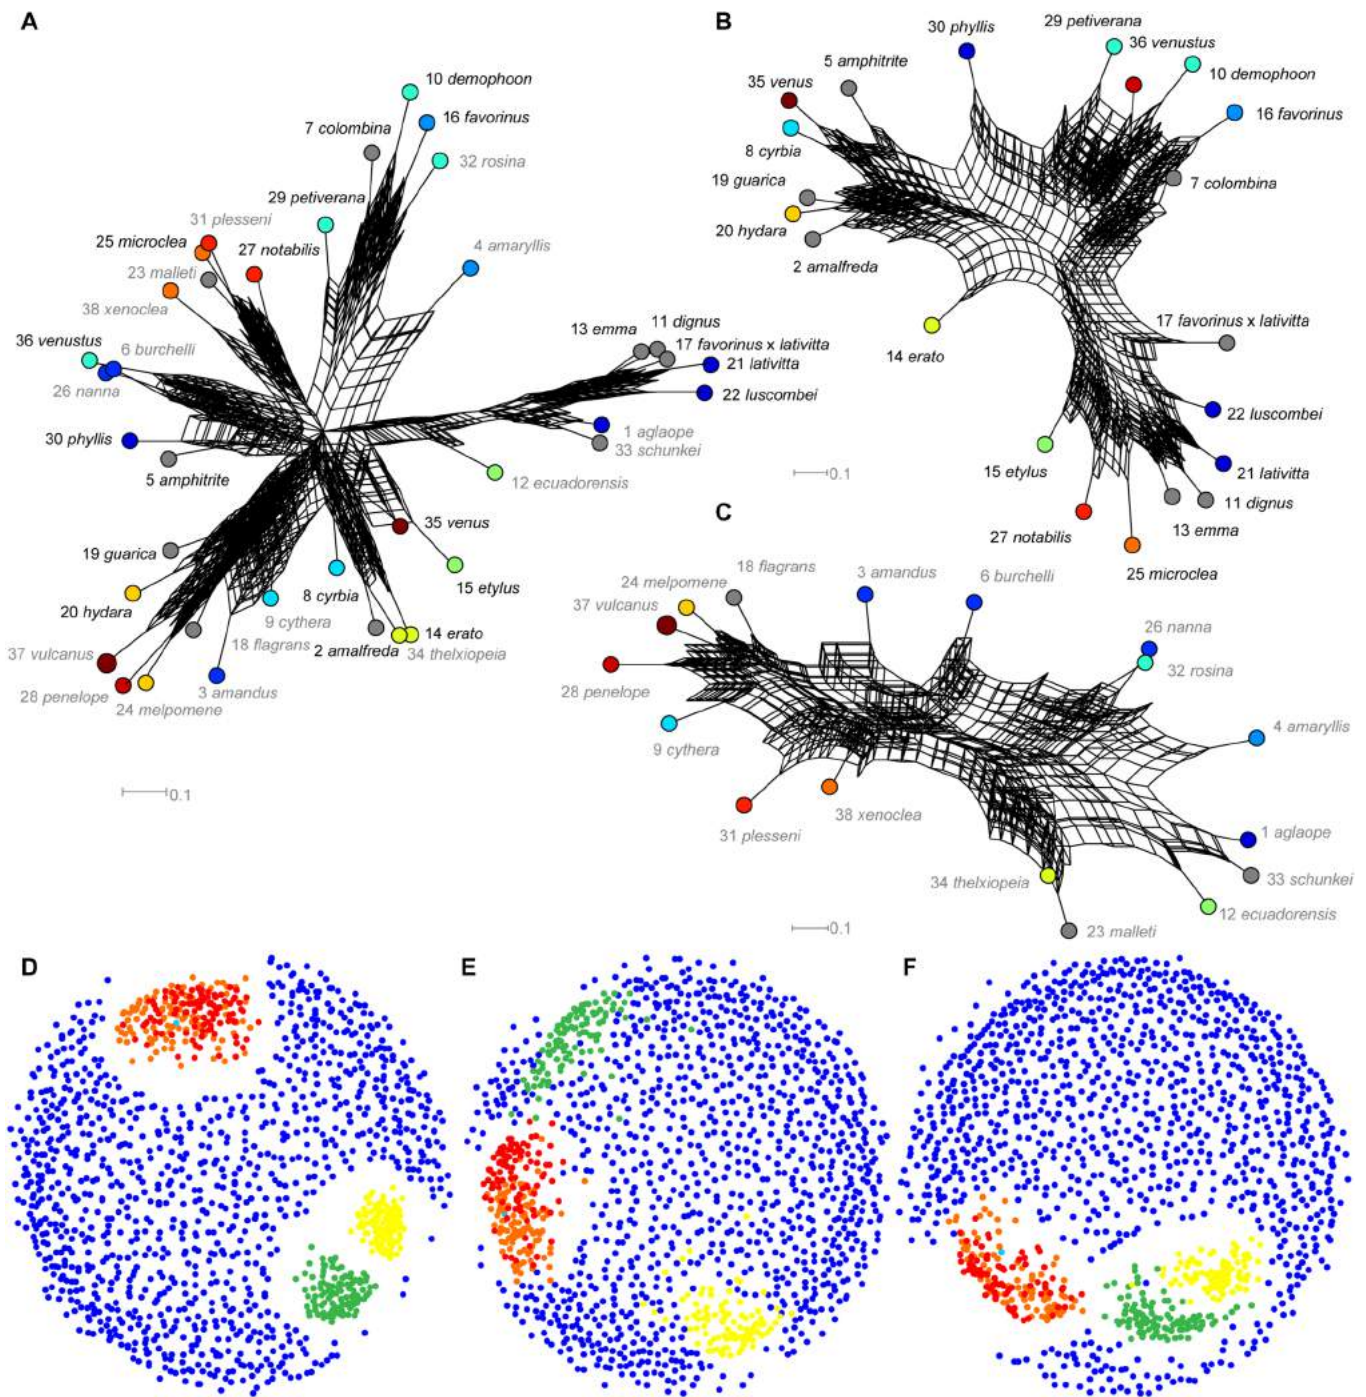 A
10 demophoon
16 favorinus
7 colombina
32 rosina
29 petiverana
31 plesseni
25 microclea
27 notabilis
4 amaryllis
23 malleti
38 xenoclea
13 emma
11 dignus
17 favorinus x lativitta
36 venustus
6 burchelli
21 lativitta
26 nanna
22 luscombei
30 phyllis
1 aglaope
33 schunkei
5 amphitrite
12 ecuadorensis
35 venus
19 guarica
15 etylus
20 hydara
8 cyrbia
9 cythera
14 erato
18 flagrans
2 amalfreda
34 thelxiopeia
37 vulcanus
28 penelope
3 amandus
24 melpomene
0.1
B
29 petiverana
30 phyllis
36 venustus
5 amphitrite
10 demophoon
35 venus
16 favorinus
8 cyrbia
19 guarica
7 colombina
20 hydara
2 amalfreda
17 favorinus x lativitta
14 erato
22 luscombei
15 etylus
21 lativitta
0.1
11 dignus
13 emma
27 notabilis
25 microclea
C
18 flagrans
3 amandus
6 burchelli
24 melpomene
37 vulcanus
26 nanna
32 rosina
28 penelope
4 amaryllis
9 cythera
31 plesseni
38 xenoclea
1 aglaope
34 thelxiopeia
33 schunkei
12 ecuadorensis
23 malleti
0.1
D
E
F